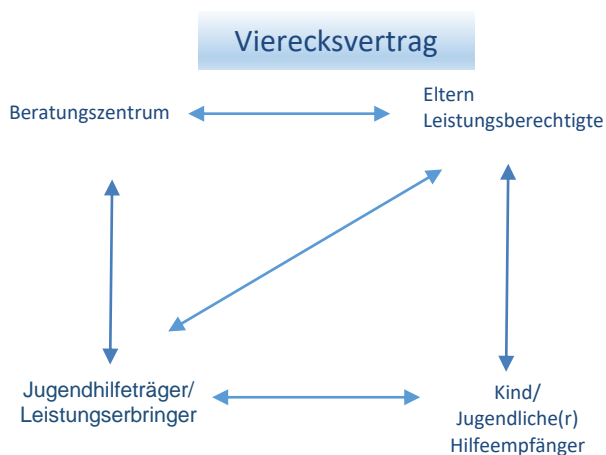 Vierecksvertrag
Beratungszentrum
Eltern
Leistungsberechtigte
Jugendhilfeträger/
Leistungserbringer
Kind/
Jugendliche(r)
Hilfeempfänger